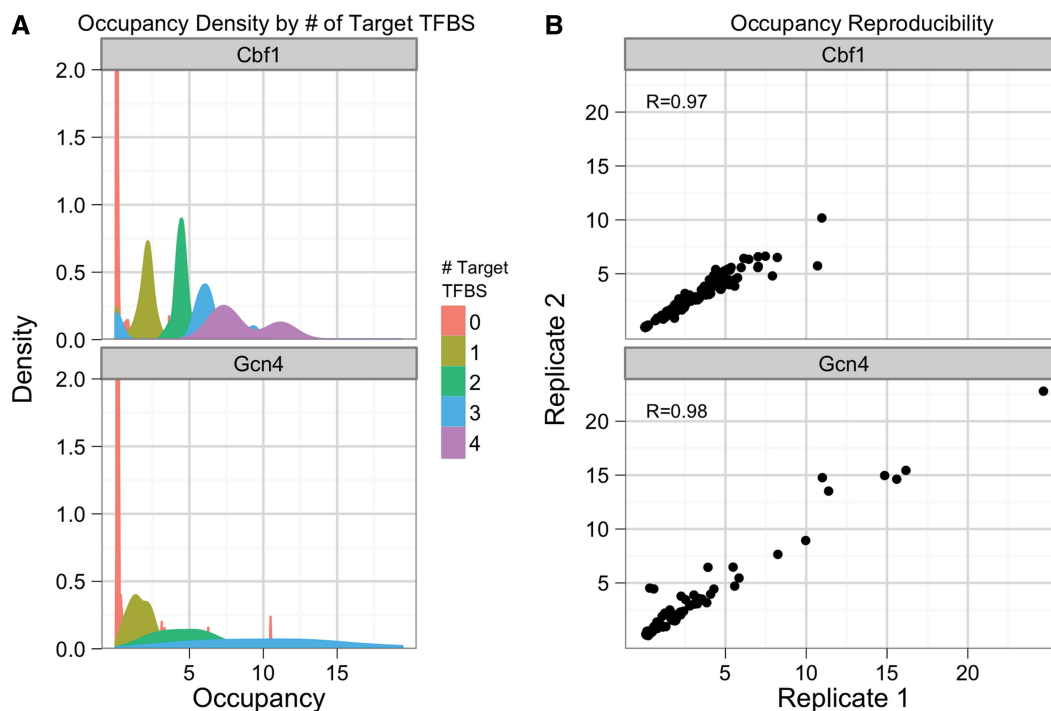 A
Occupancy Density by # of Target TFBS
Cbf1
2.0
1.5
1.0
0.5
0.0
Gcn4
2.0
1.5
1.0
0.5
0.0
5 10 15
Density
Occupancy
# Target
TFBS
0
1
2
3
4
B
Occupancy Reproducibility
Cbf1
R=0.97
20
15
10
5
Gcn4
R=0.98
20
15
10
5
5 10 15 20
Replicate 2
Replicate 1